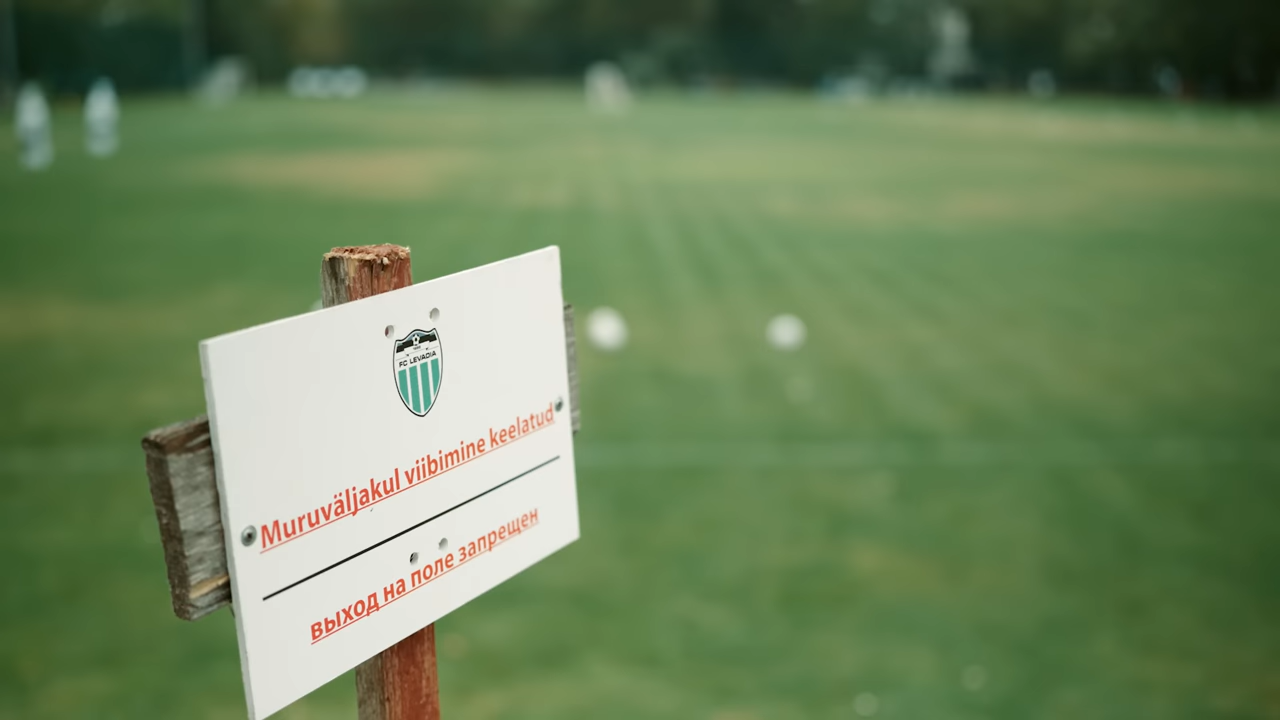 FC LEVADIA
Muruväljakul viibimine keelatud
выход на поле запрещен